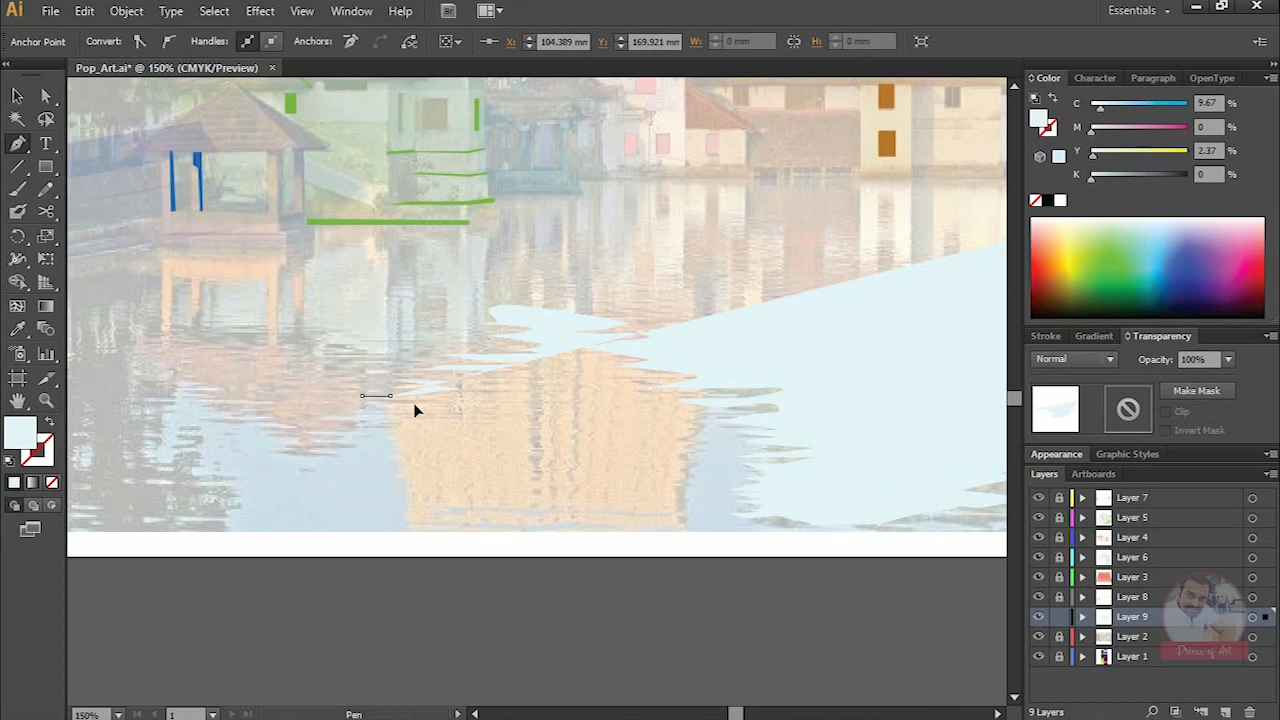 Ai File Edit Object Type Select Effect View Window Help Br Essentials
Anchor Point Convert: Handles: Anchors: X: 104.389 mm Y: 169.921 mm W: 0 mm H: 0 mm
Pop_Art.ai* @ 150% (CMYK/Preview) ×
Color Character Paragraph OpenType
C 9.67 %
M 0 %
Y 2.37 %
K 0 %
Stroke Gradient Transparency
Normal Opacity: 100%
Make Mask
Clip
Invert Mask
Appearance Graphic Styles
Layers Artboards
Layer 7
Layer 5
Layer 4
Layer 6
Layer 3
Layer 8
Layer 9
Layer 2
Layer 1
Prince of Art
9 Layers
150% 1 Pen